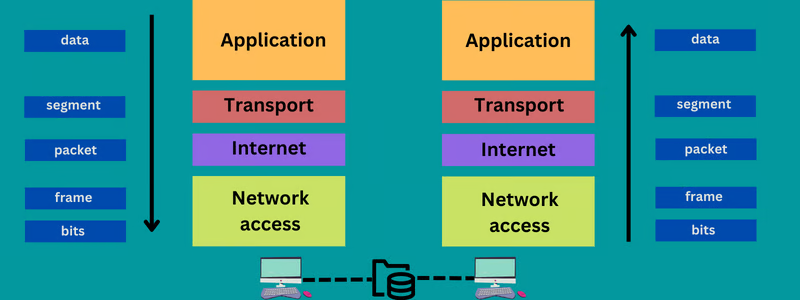 data
segment
packet
frame
bits
Application
Transport
Internet
Network
access
Application
Transport
Internet
Network
access
data
segment
packet
frame
bits